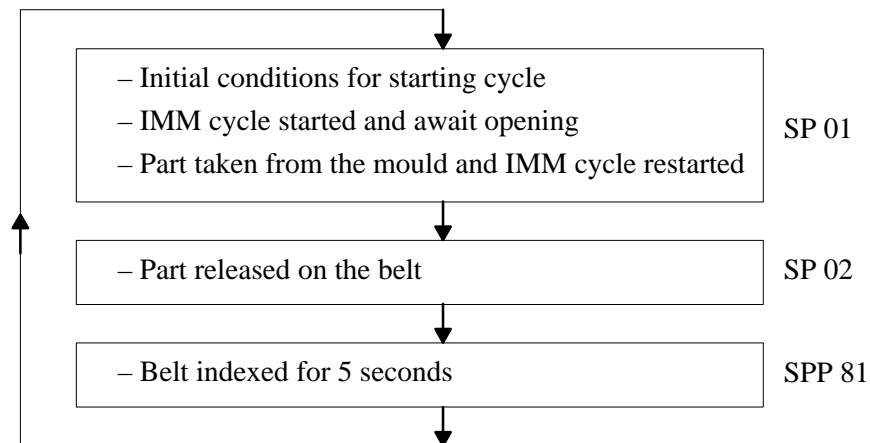 – Initial conditions for starting cycle
– IMM cycle started and await opening
– Part taken from the mould and IMM cycle restarted
SP 01
– Part released on the belt
SP 02
– Belt indexed for 5 seconds
SPP 81